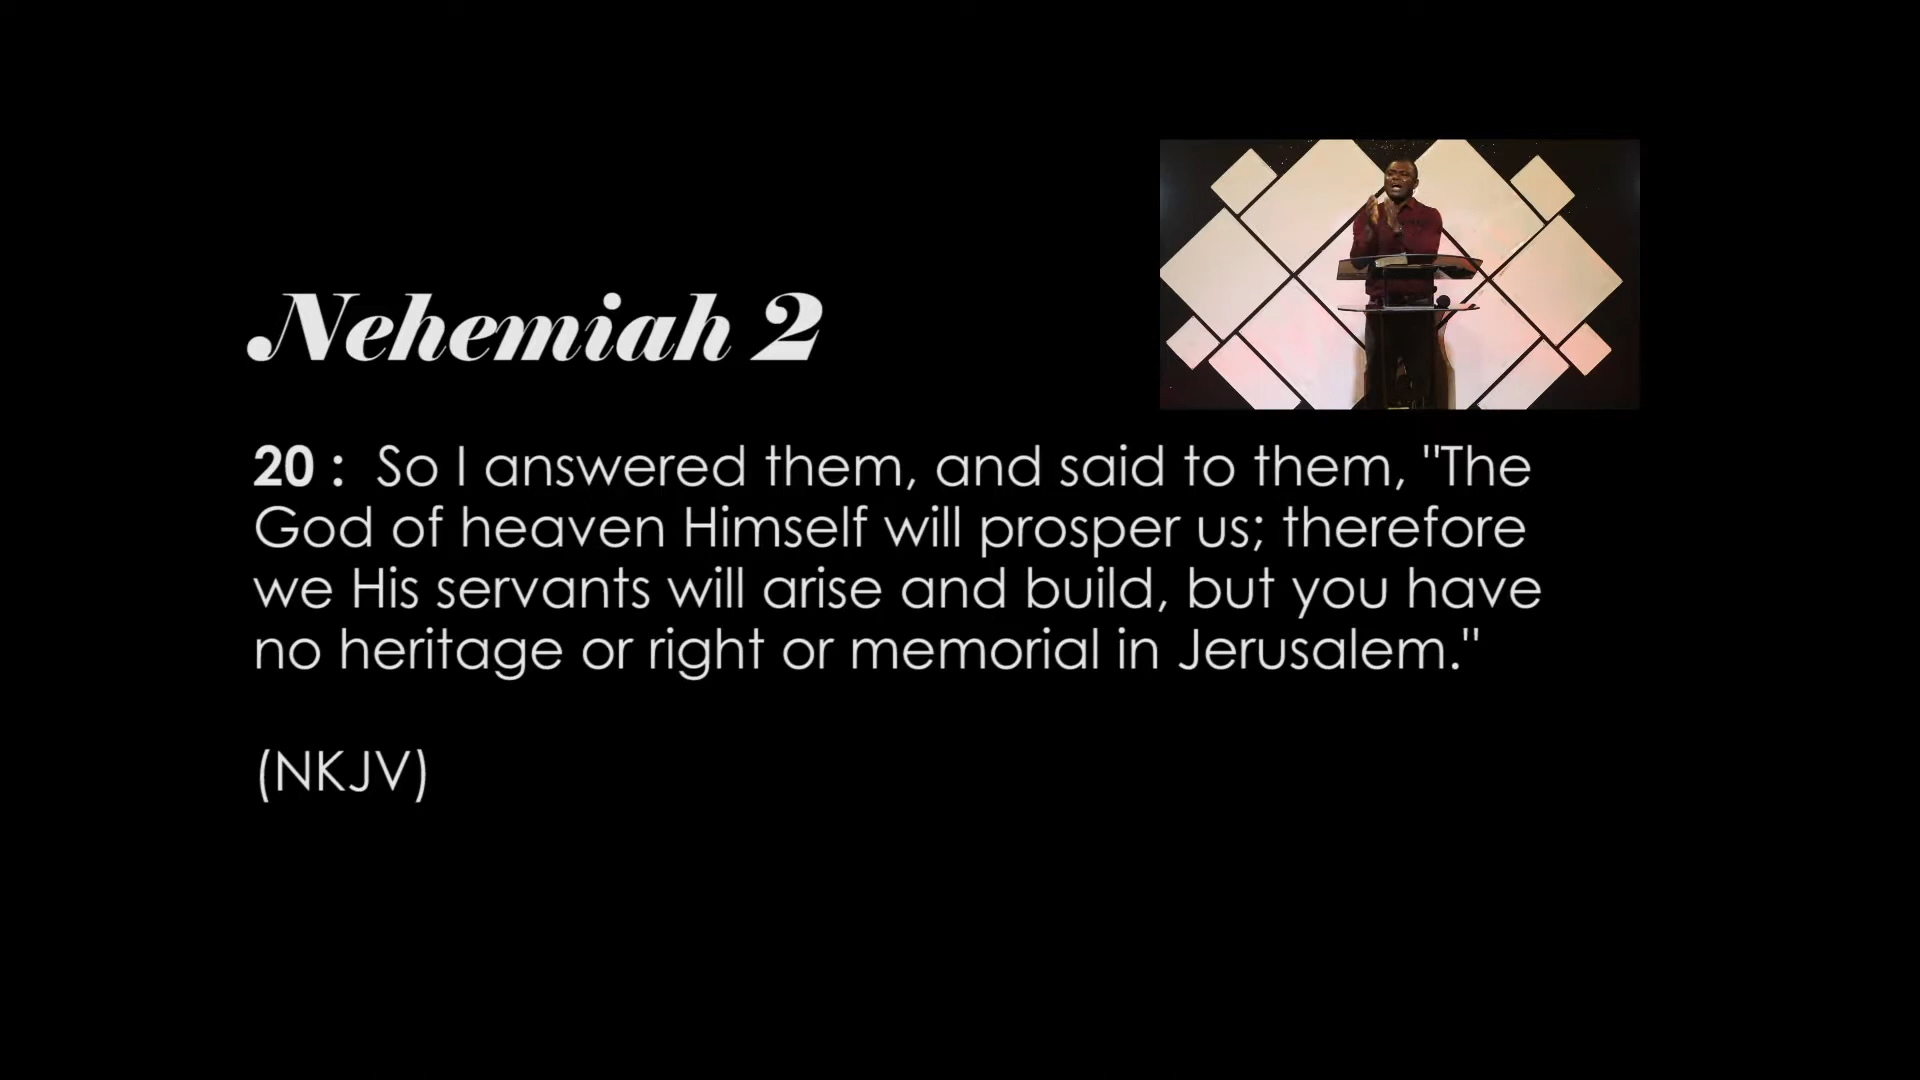 Nehemiah 2
20 : So I answered them, and said to them, "The
God of heaven Himself will prosper us; therefore
we His servants will arise and build, but you have
no heritage or right or memorial in Jerusalem."
(NKJV)